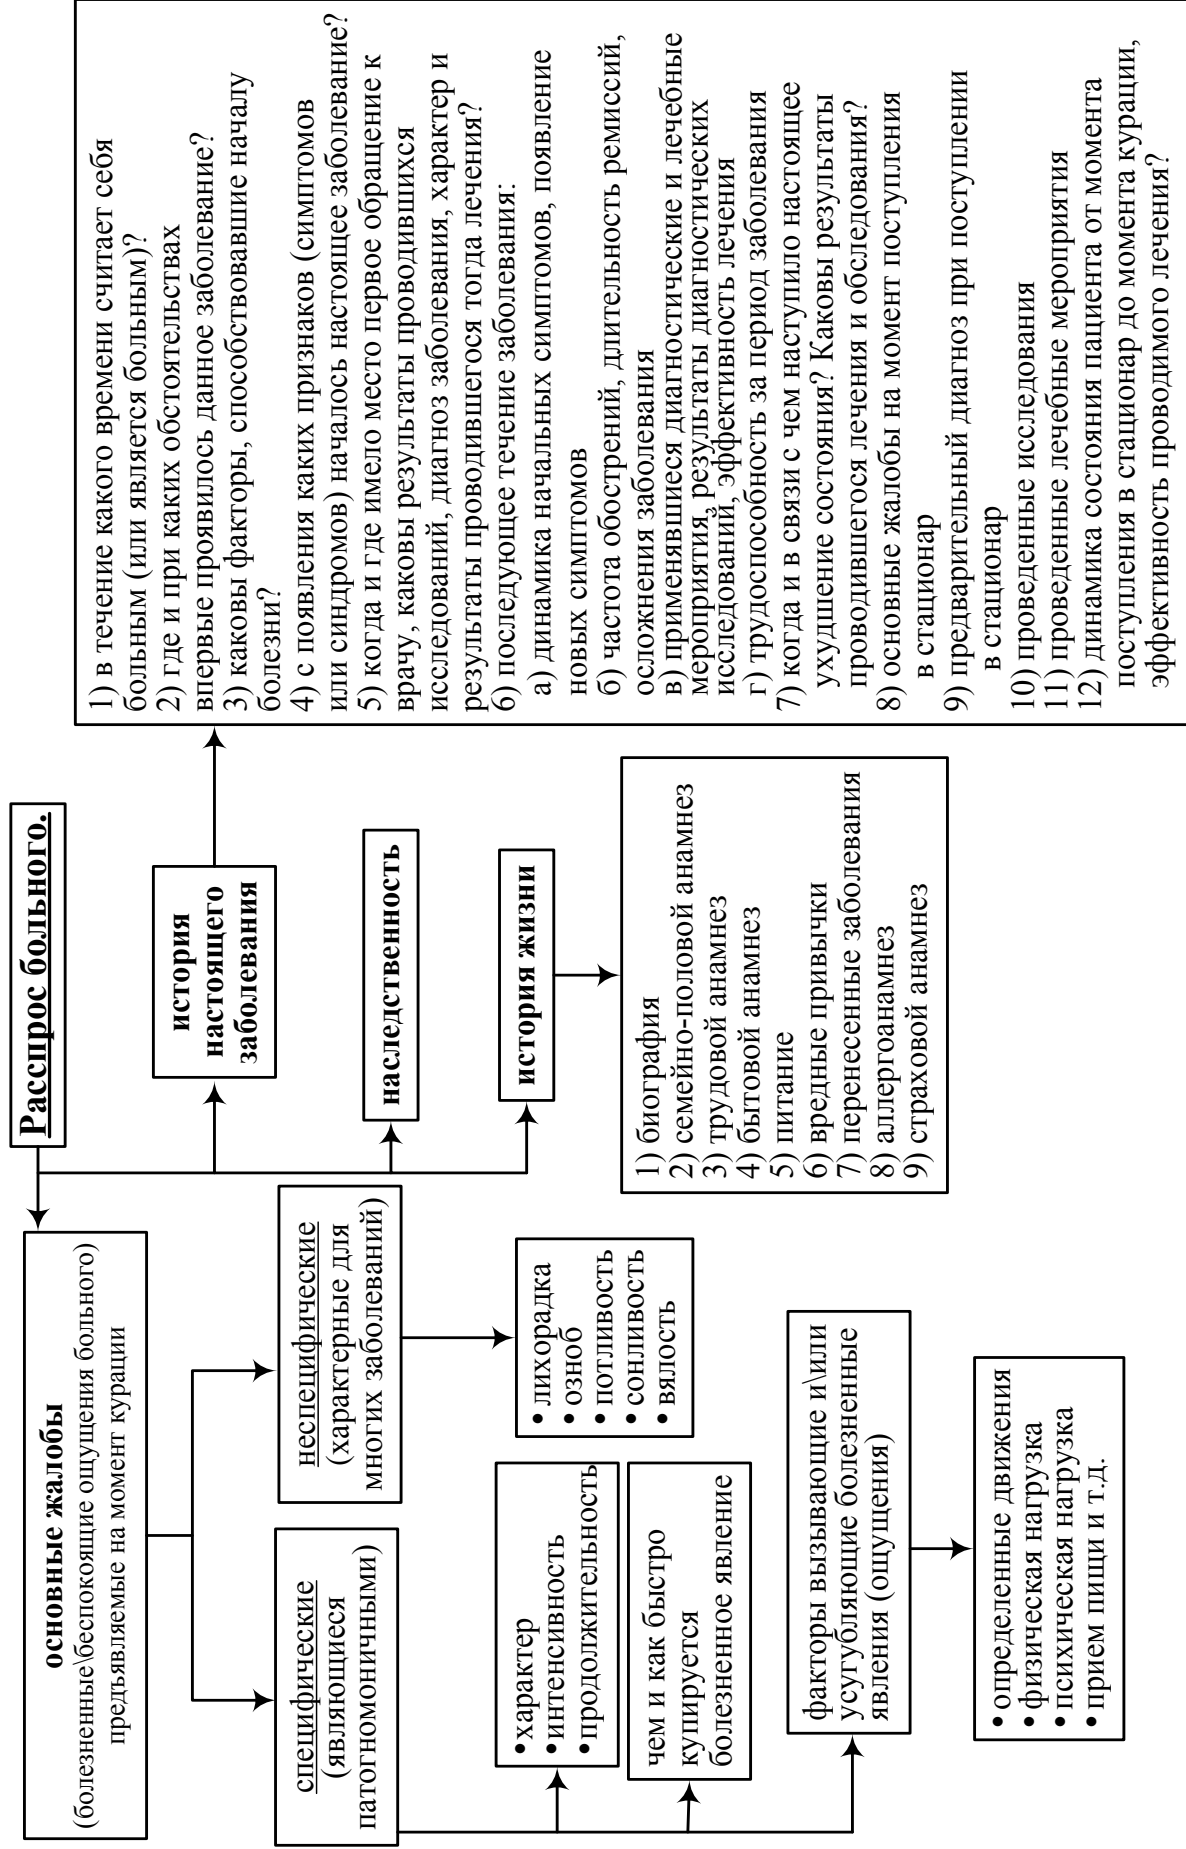 Расспрос больного.
основные жалобы
(болезненные\беспокоящие ощущения больного)
предъявляемые на момент курации
специфические
(являющиеся
патогномоничными)
неспецифические
(характерные для
многих заболеваний)
•характер
•интенсивность
•продолжительность
чем и как быстро
купируется
болезненное явление
факторы вызывающие и\или
усугубляющие болезненные
явления (ощущения)
• определенные движения
• физическая нагрузка
• психическая нагрузка
• прием пищи и т.д.
• лихорадка
• озноб
• потливость
• сонливость
• вялость
история
настоящего
заболевания
1) в течение какого времени считает себя
больным (или является больным)?
2) где и при каких обстоятельствах
впервые проявилось данное заболевание?
3) каковы факторы, способствовавшие началу
болезни?
4) с появления каких признаков (симптомов
или синдромов) началось настоящее заболевание?
5) когда и где имело место первое обращение к
врачу, каковы результаты проводившихся
исследований, диагноз заболевания, характер и
результаты проводившегося тогда лечения?
6) последующее течение заболевания:
а) динамика начальных симптомов, появление
новых симптомов
б) частота обострений, длительность ремиссий,
осложнения заболевания
в) применявшиеся диагностические и лечебные
мероприятия, результаты диагностических
исследований, эффективность лечения
г) трудоспособность за период заболевания
7) когда и в связи с чем наступило настоящее
ухудшение состояния? Каковы результаты
проводившегося лечения и обследования?
8) основные жалобы на момент поступления
в стационар
9) предварительный диагноз при поступлении
в стационар
10) проведенные исследования
11) проведенные лечебные мероприятия
12) динамика состояния пациента от момента
поступления в стационар до момента курации,
эффективность проводимого лечения?
наследственность
история жизни
1) биография
2) семейно-половой анамнез
3) трудовой анамнез
4) бытовой анамнез
5) питание
6) вредные привычки
7) перенесенные заболевания
8) аллергоанамнез
9) страховой анамнез